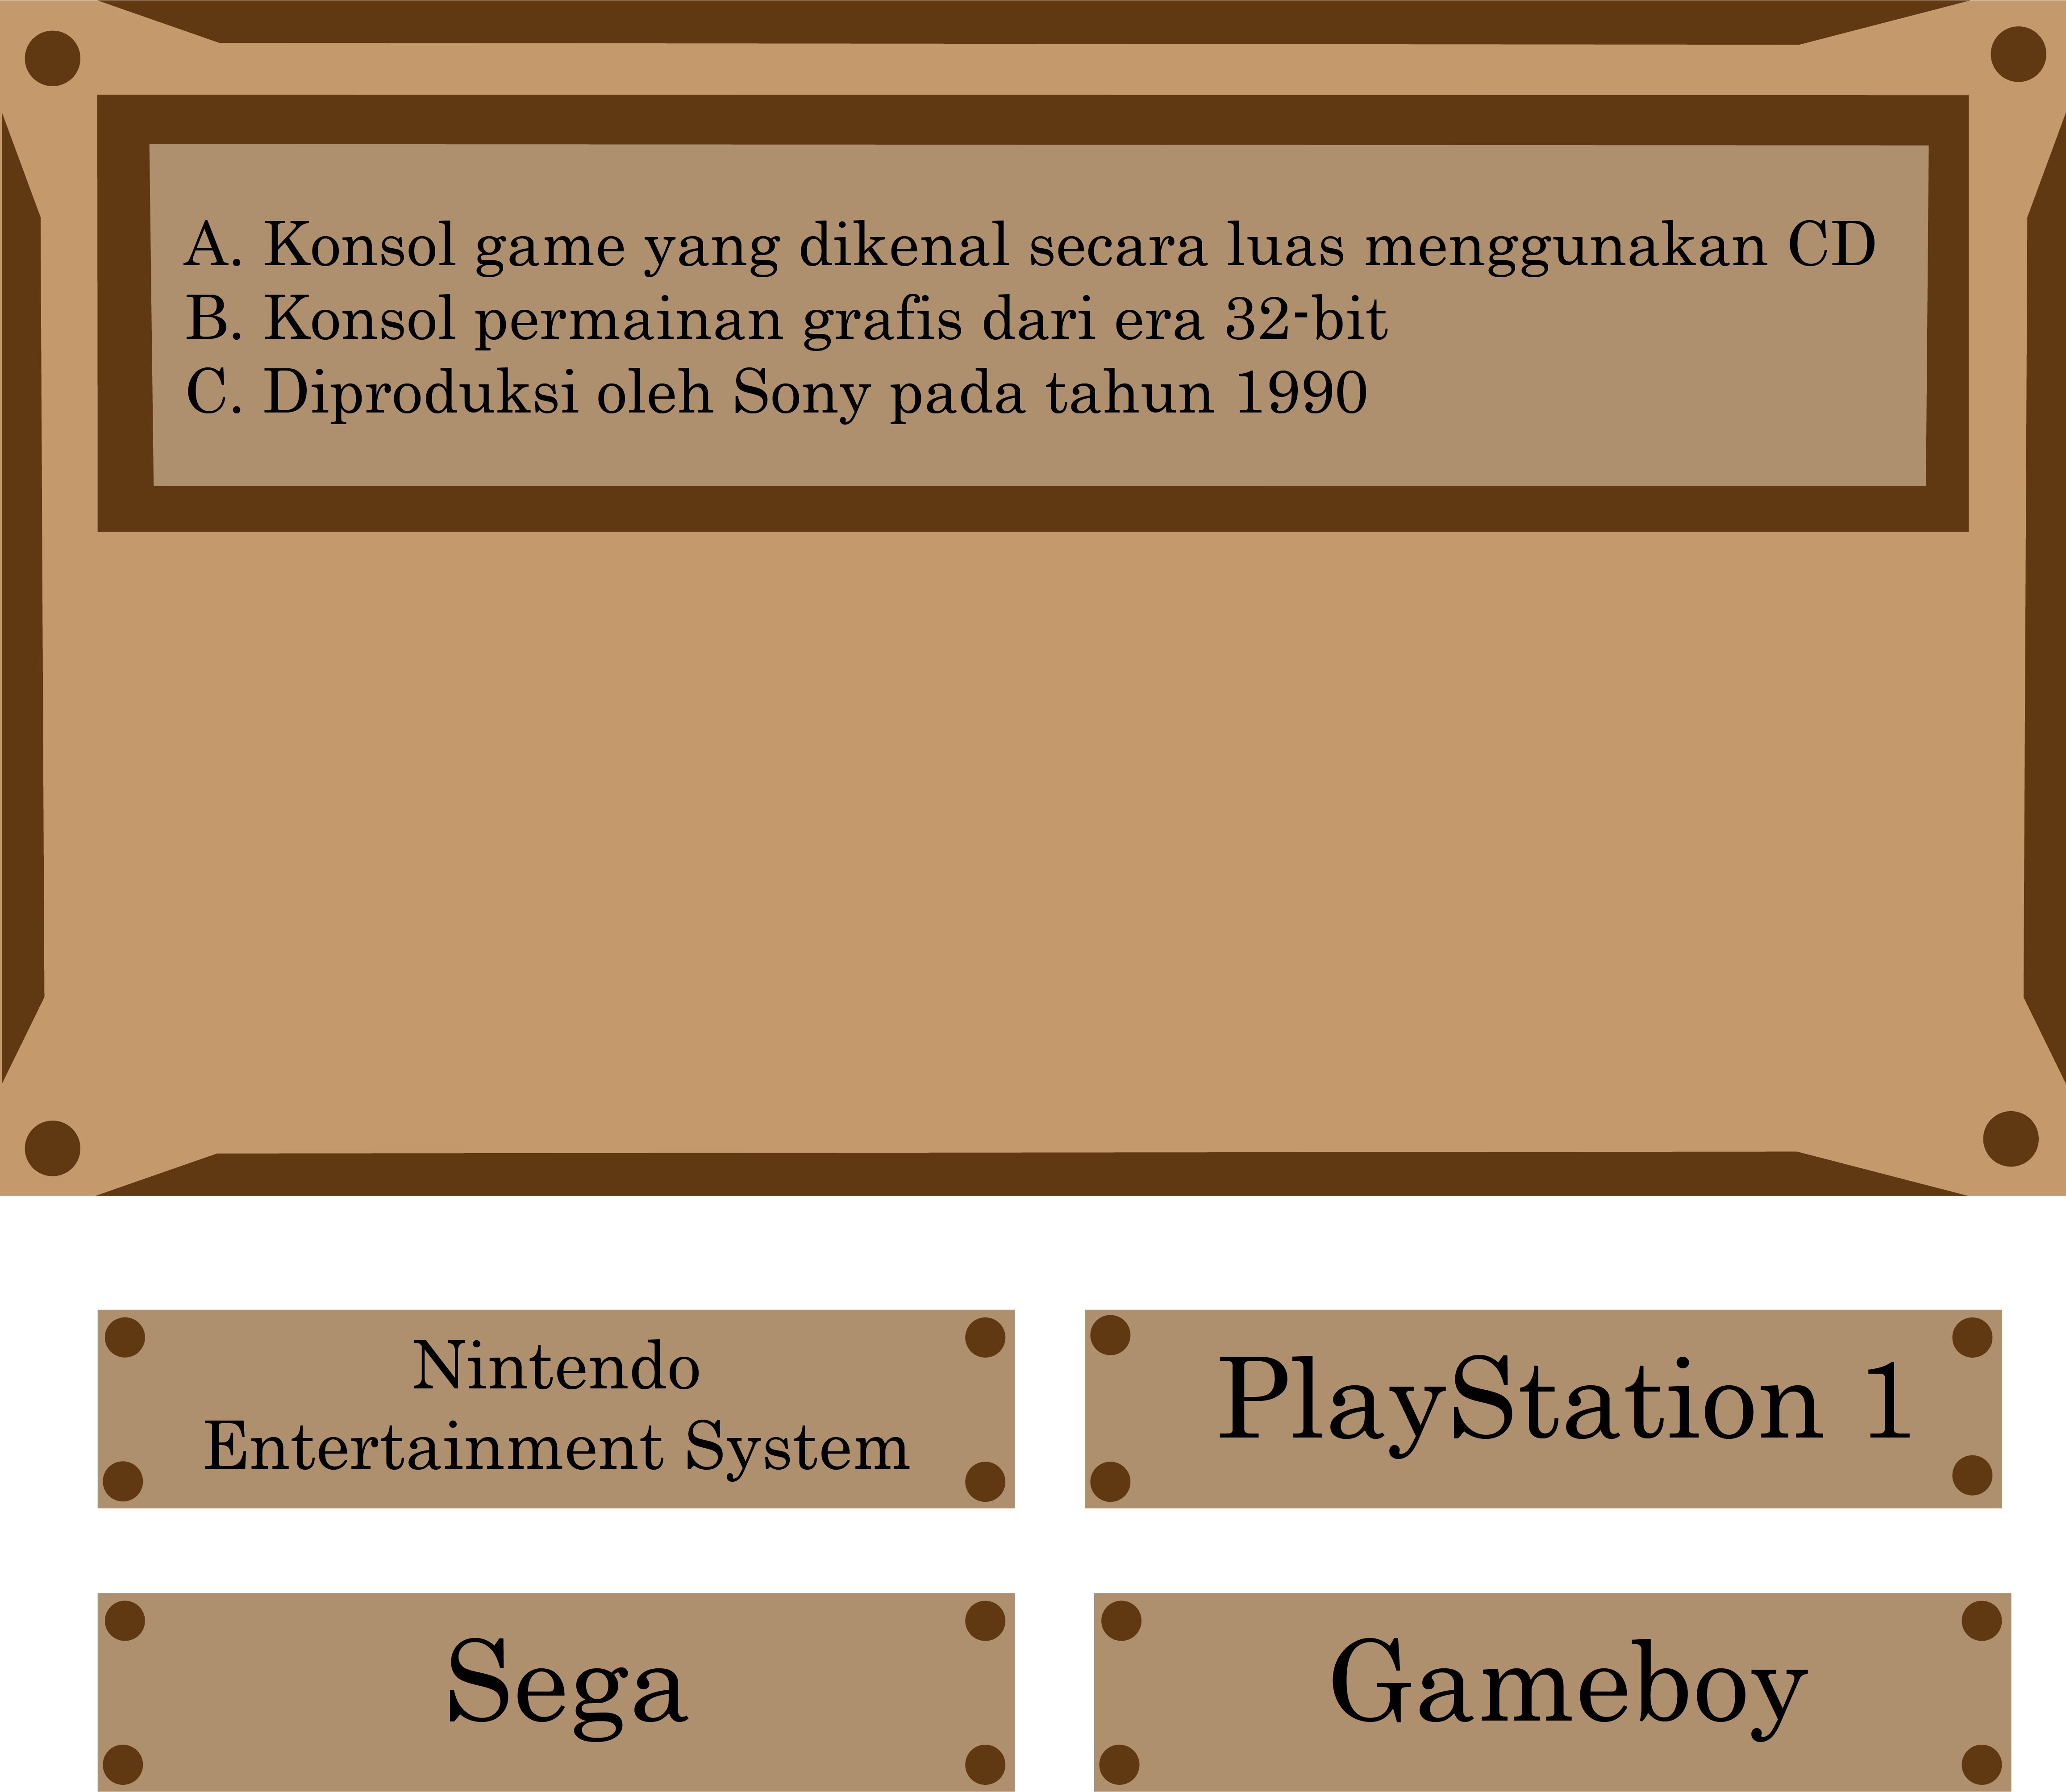 A. Konsol game yang dikenal secara luas menggunakan CD
B. Konsol permainan grafis dari era 32-bit
C. Diproduksi oleh Sony pada tahun 1990
Nintendo
Entertainment System
PlayStation 1
Sega
Gameboy